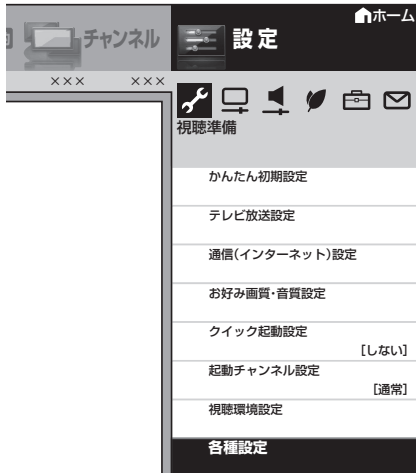 ホーム
チャンネル
設定
××× ×××
視聴準備
かんたん初期設定
テレビ放送設定
通信(インターネット)設定
お好み画質・音質設定
クイック起動設定
[しない]
起動チャンネル設定
[通常]
視聴環境設定
各種設定